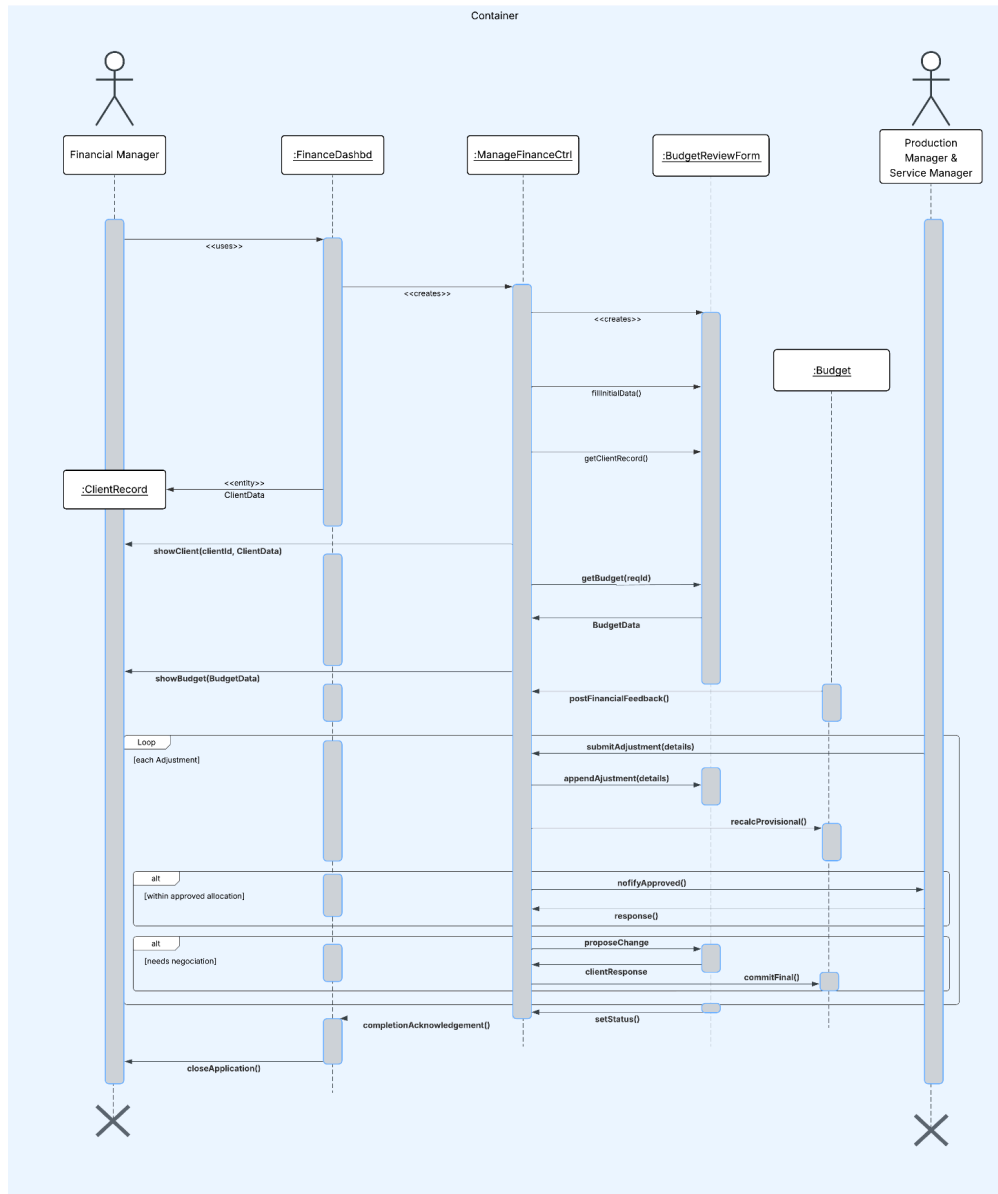 Container
Financial Manager
:FinanceDashbd
:ManageFinanceCtrl
:BudgetReviewForm
Production
Manager &
Service Manager
<<uses>>
<<creates>>
<<creates>>
:Budget
fillInitialData()
getClientRecord()
:ClientRecord
<<entity>>
ClientData
showClient(clientId, ClientData)
getBudget(reqId)
BudgetData
showBudget(BudgetData)
postFinancialFeedback()
Loop
[each Adjustment]
submitAdjustment(details)
appendAjustment(details)
recalcProvisional()
alt
[within approved allocation]
nofifyApproved()
response()
alt
[needs negociation]
proposeChange
clientResponse
commitFinal()
setStatus()
completionAcknowledgement()
closeApplication()